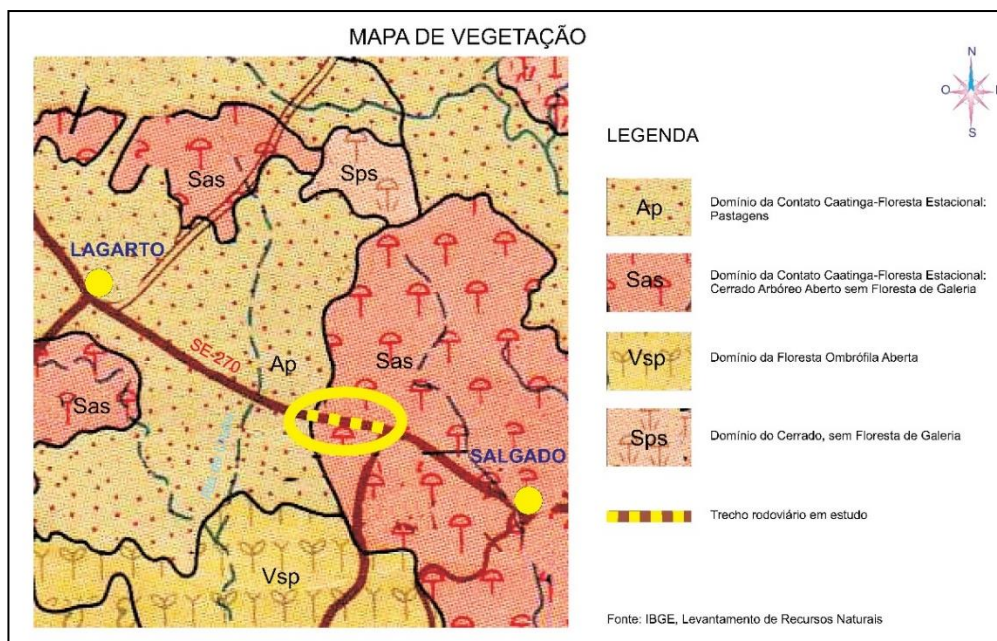 MAPA DE VEGETAÇÃO
N
O
S
LEGENDA
Ap
Domínio da Contato Caatinga-Floresta Estacional:
Pastagens
Sas
Domínio da Contato Caatinga-Floresta Estacional:
Cerrado Arbóreo Aberto sem Floresta de Galeria
Vsp
Domínio da Floresta Ombrófila Aberta
Sps
Domínio do Cerrado, sem Floresta de Galeria
Trecho rodoviário em estudo
Fonte: IBGE, Levantamento de Recursos Naturais
Sas
Sps
LAGARTO
SE-270
Ap
Sas
Sas
SALGADO
Vsp